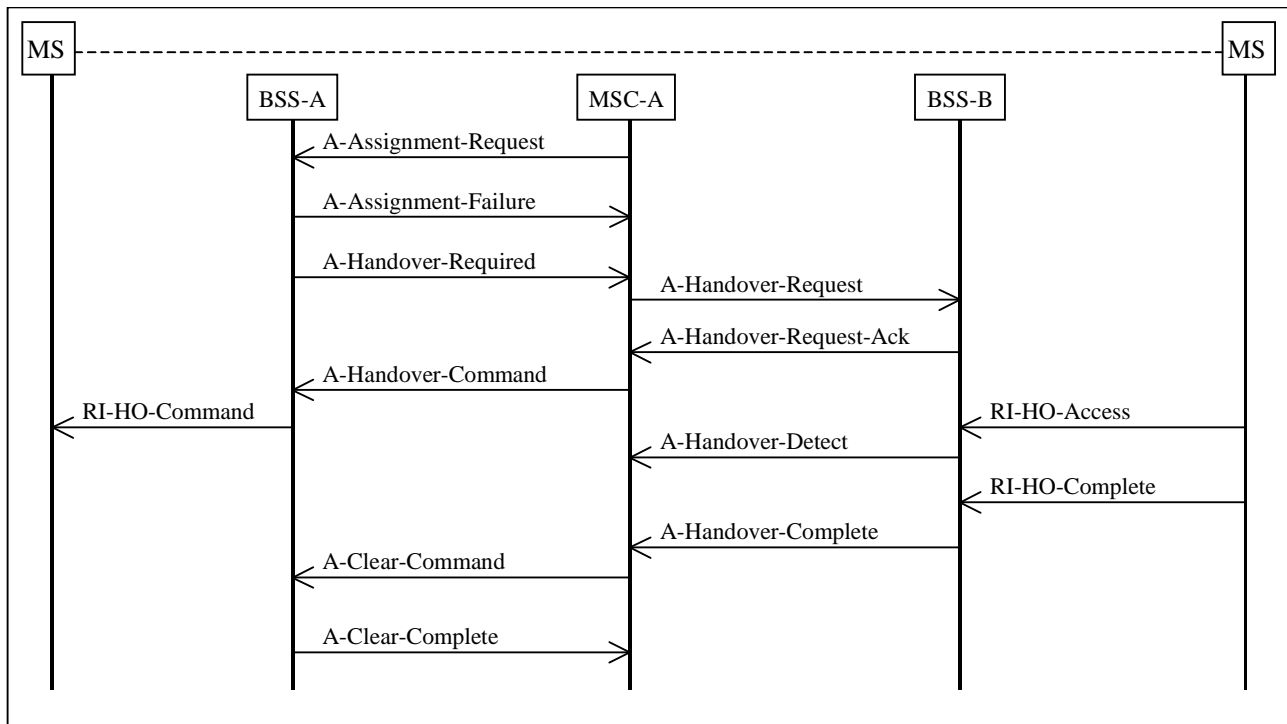 MS
MS
BSS-A
MSC-A
BSS-B
A-Assignment-Request
A-Assignment-Failure
A-Handover-Required
A-Handover-Request
A-Handover-Request-Ack
A-Handover-Command
RI-HO-Command
RI-HO-Access
A-Handover-Detect
RI-HO-Complete
A-Handover-Complete
A-Clear-Command
A-Clear-Complete